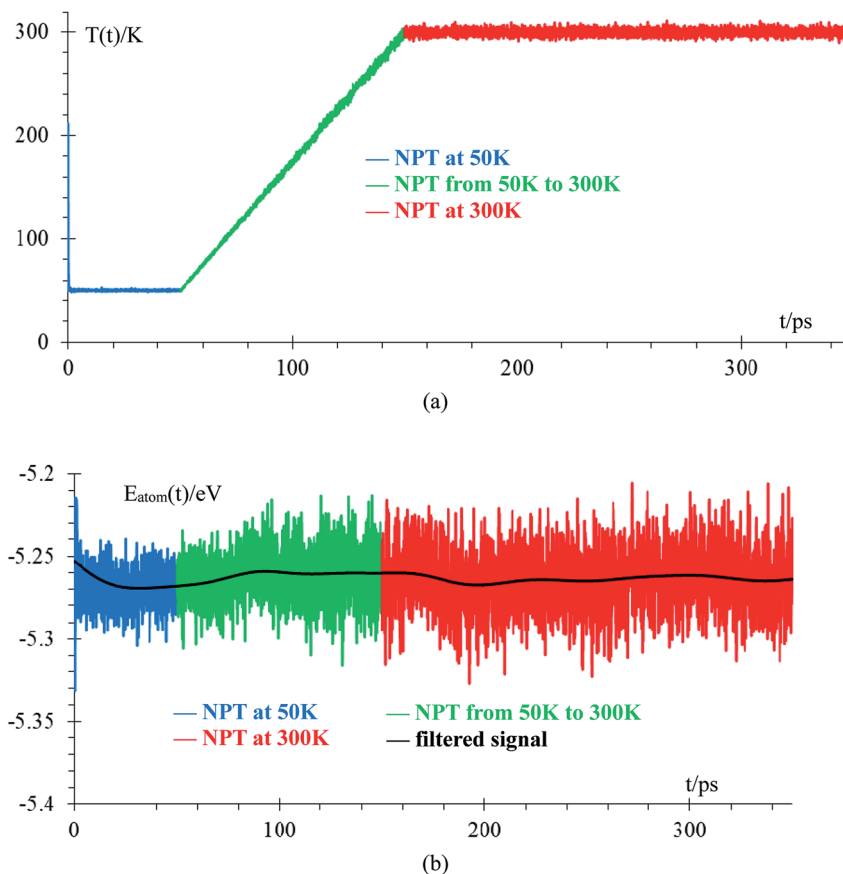 T(t)/K
300
200
100
0
NPT at 50K
NPT from 50K to 300K
NPT at 300K
t/ps
0 100 200 300
(a)
-5.2
Eatom(t)/eV
-5.25
-5.3
-5.35
-5.4
NPT at 50K NPT from 50K to 300K
NPT at 300K filtered signal
t/ps
0 100 200 300
(b)